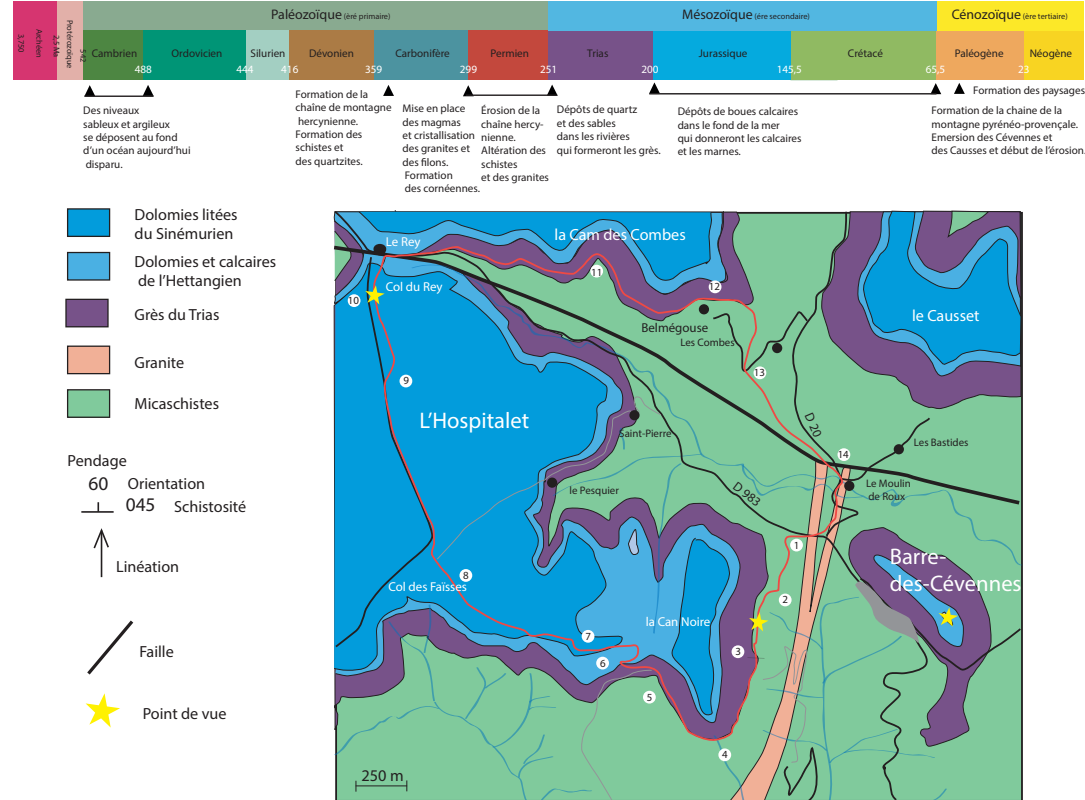 Paléozoïque (éré primaire)
Mésozoïque (ére secondaire)
Cénozoïque (ère tertiaire)
3,750
Archéen
2,5 Ma
Protérozoïque
542
Cambrien
488
Ordovicien
444
Silurien
416
Dévonien
359
Carbonifère
299
Permien
251
Trias
200
Jurassique
145,5
Crétacé
65,5
Paléogène
23
Néogène
Des niveaux
sableux et argileux
se déposent au fond
d'un océan aujourd'hui
disparu.
Formation de la
chaîne de montagne
hercynienne.
Formation des
schistes et
des quartzites.
Mise en place
des magmas
et cristallisation
des granites et
des filons.
Formation
des cornéennes.
Érosion de la
chaîne hercy-
nienne.
Altération des
schistes
et des granites
Dépôts de quartz
et des sables
dans les rivières
qui formeront les grès.
Dépôts de boues calcaires
dans le fond de la mer
qui donneront les calcaires
et les marnes.
Formation des paysages
Formation de la chaine de la
montagne pyrénéo-provençale.
Emersion des Cévennes et
des Causses et début de l'érosion.
Dolomies litées
du Sinémurien
Dolomies et calcaires
de l'Hettangien
Grès du Trias
Granite
Micaschistes
Pendage
60 Orientation
045 Schistosité
Linéation
Faille
Point de vue
Le Rey
la Cam des Combes
11
12
10
Col du Rey
Belmégouse
Les Combes
le Causset
13
9
L'Hospitalet
Saint-Pierre
D 20
Les Bastides
14
le Pesquier
D 983
Le Moulin
de Roux
1
Barre-
des-Cévennes
8
Col des Faïsses
2
la Can Noire
7
3
6
5
4
250 m